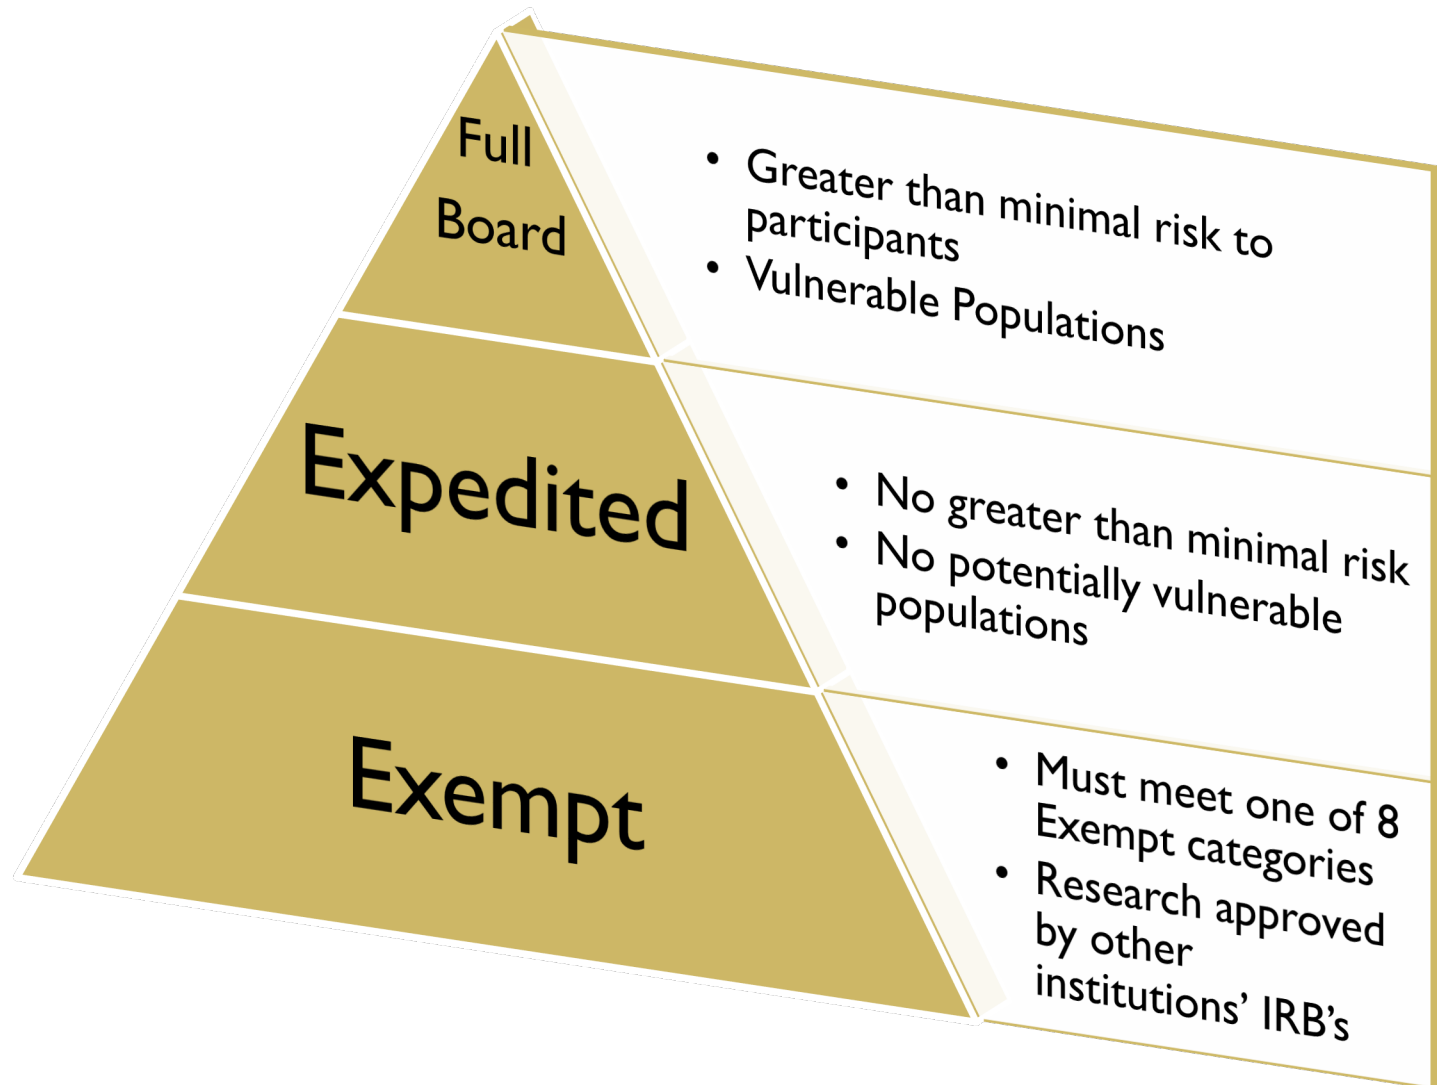 Full
Board
• Greater than minimal risk to
participants
• Vulnerable Populations
Expedited
• No greater than minimal risk
• No potentially vulnerable
populations
Exempt
• Must meet one of 8
Exempt categories
• Research approved
by other
institutions’ IRB’s